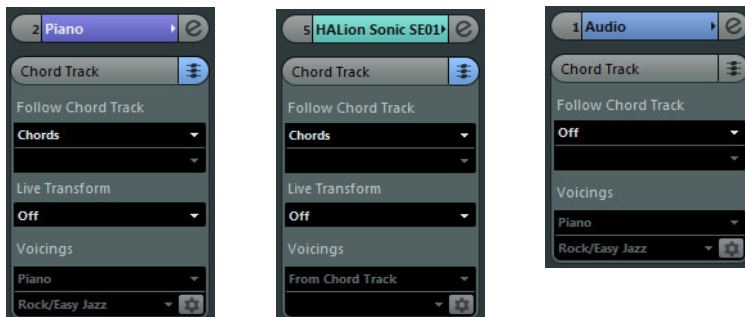 2 Piano
Chord Track
Follow Chord Track
Chords
Live Transform
Off
Voicings
Piano
Rock/Easy Jazz
5 HALion Sonic SE01
Chord Track
Follow Chord Track
Chords
Live Transform
Off
Voicings
From Chord Track
1 Audio
Chord Track
Follow Chord Track
Off
Voicings
Piano
Rock/Easy Jazz